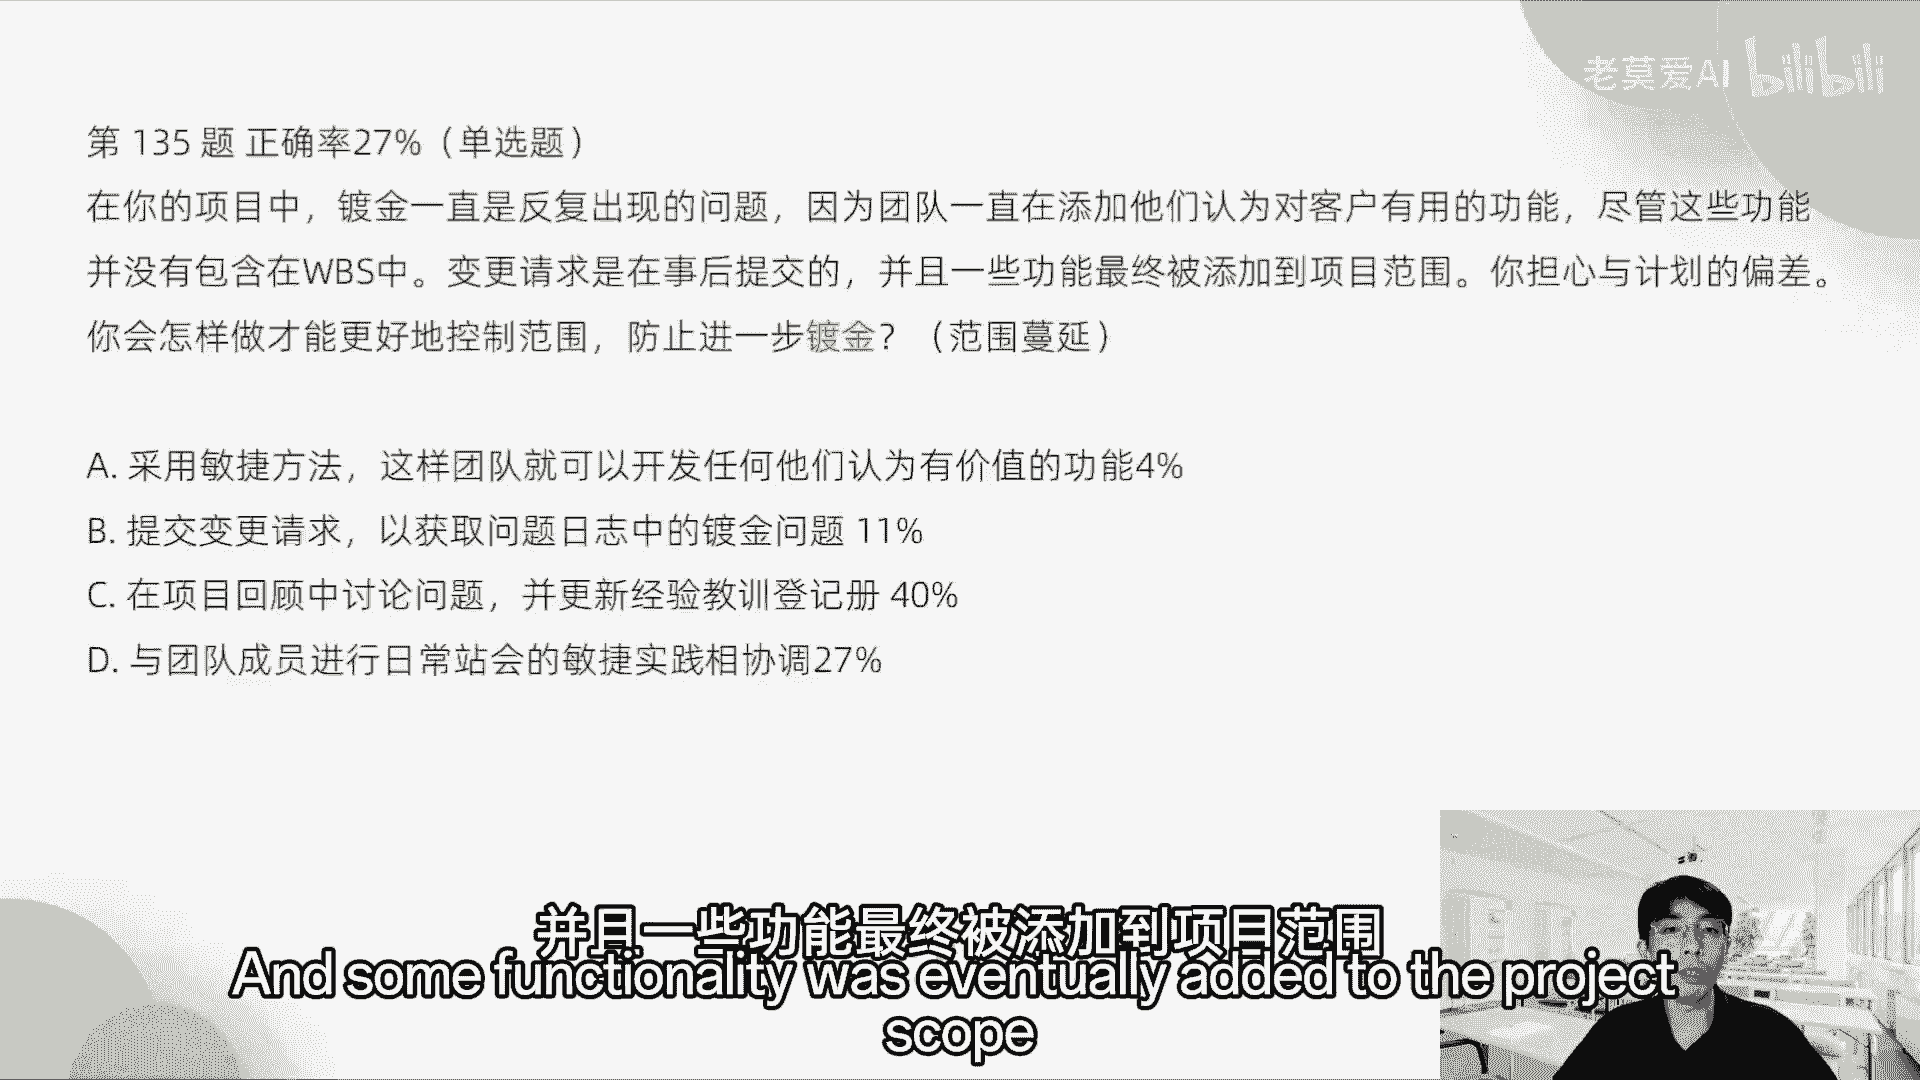 老莫爱AI bilibili
第 135 题 正确率27%（单选题）
在你的项目中，镀金一直是反复出现的问题，因为团队一直在添加他们认为对客户有用的功能，尽管这些功能
并没有包含在WBS中。变更请求是在事后提交的，并且一些功能最终被添加到项目范围。你担心与计划的偏差。
你会怎样做才能更好地控制范围，防止进一步镀金？（范围蔓延）
A. 采用敏捷方法，这样团队就可以开发任何他们认为有价值的功能4%
B. 提交变更请求，以获取问题日志中的镀金问题 11%
C. 在项目回顾中讨论问题，并更新经验教训登记册 40%
D. 与团队成员进行日常站会的敏捷实践相协调27%
并且一些功能最终被添加到项目范围
And some functionality was eventually added to the project
scope